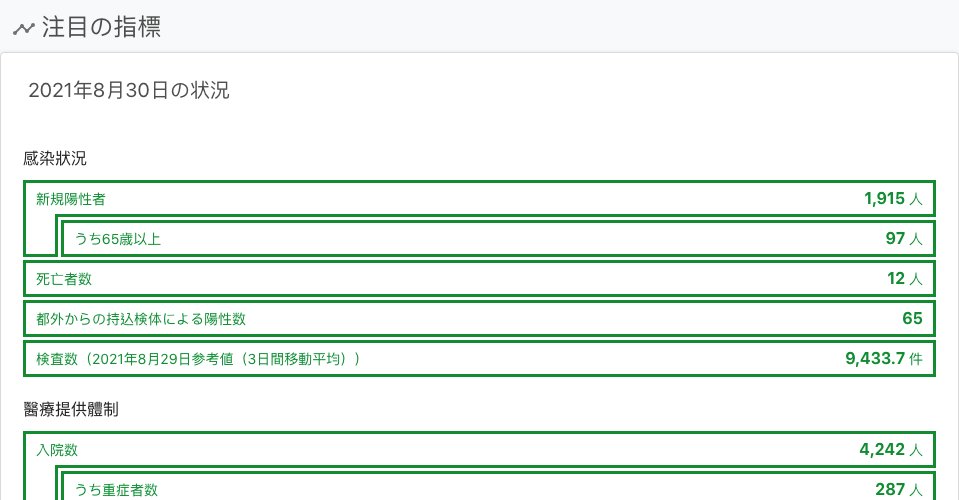 注目の指標
2021年8月30日の状況
感染狀況
新規陽性者 1,915 人
うち65歳以上 97 人
死亡者数 12 人
都外からの持込検体による陽性数 65
検査数（2021年8月29日参考値（3日間移動平均）） 9,433.7 件
醫療提供體制
入院数 4,242 人
うち重症者数 287 人